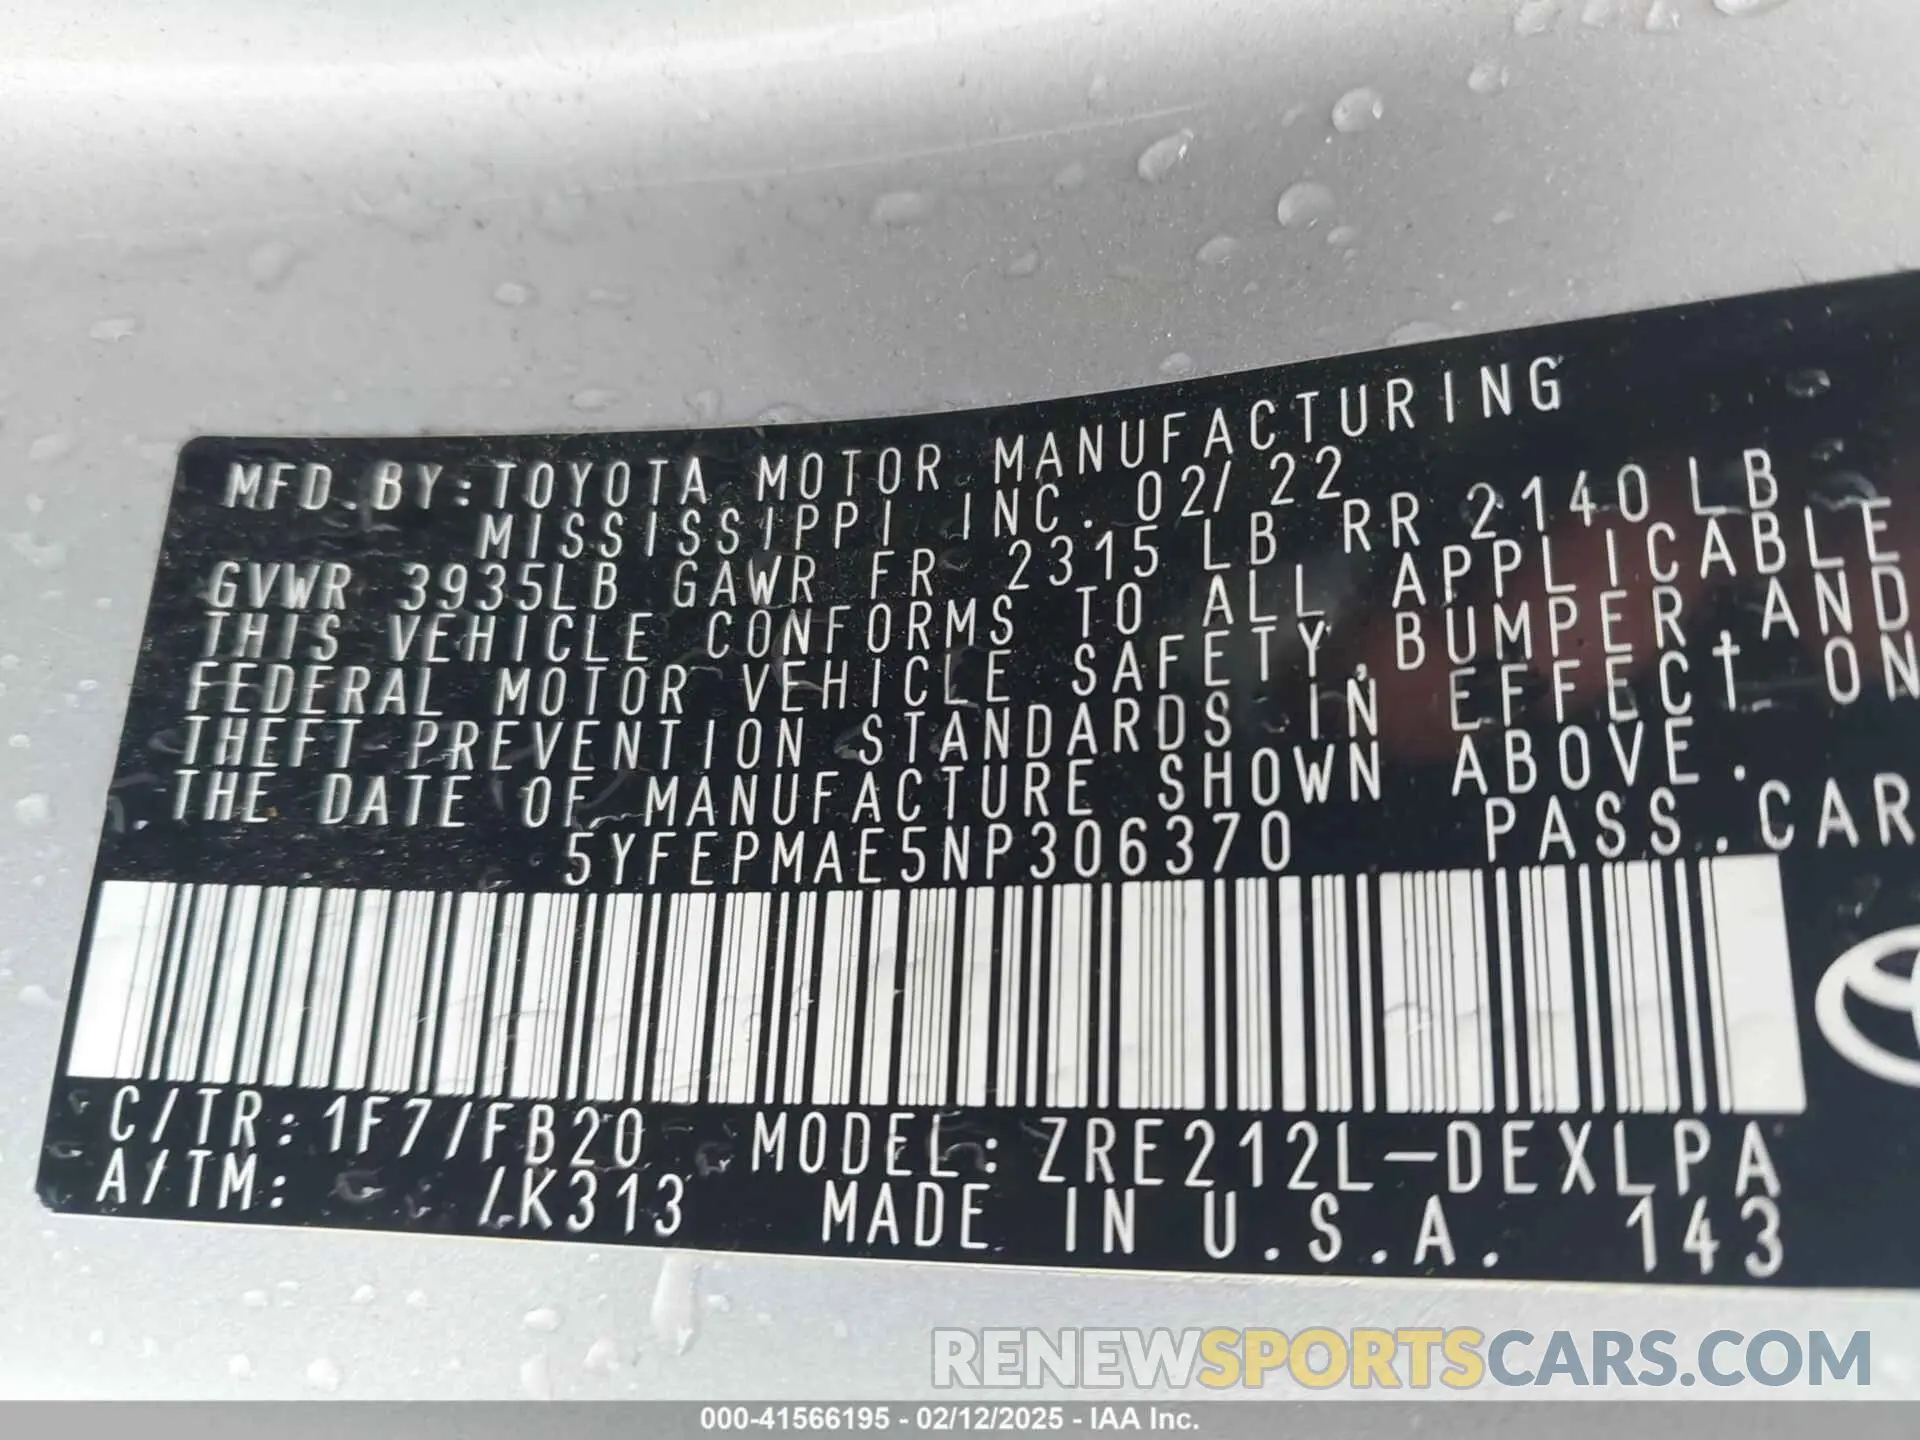 MFD.BY:TOYOTA MOTOR MANUFACTURING
MISSISSIPPI INC. 02/22
GVWR 3935LB GAWR FR 2315LB RR 2140LB
THIS VEHICLE CONFORMS TO ALL APPLICABLE
FEDERAL MOTOR VEHICLE SAFETY,BUMPER,AND
THEFT PREVENTION STANDARDS IN EFFECT ON
THE DATE OF MANUFACTURE SHOWN ABOVE.
5YFEPMAE5NP306370 PASS.CAR
C/TR:1F7/FB20 MODEL:ZRE212L-DEXLPA
A/TM: /K313 MADE IN U.S.A. 143
RENEWSPORTSCARS.COM
000-41566195 - 02/12/2025 - IAA Inc.